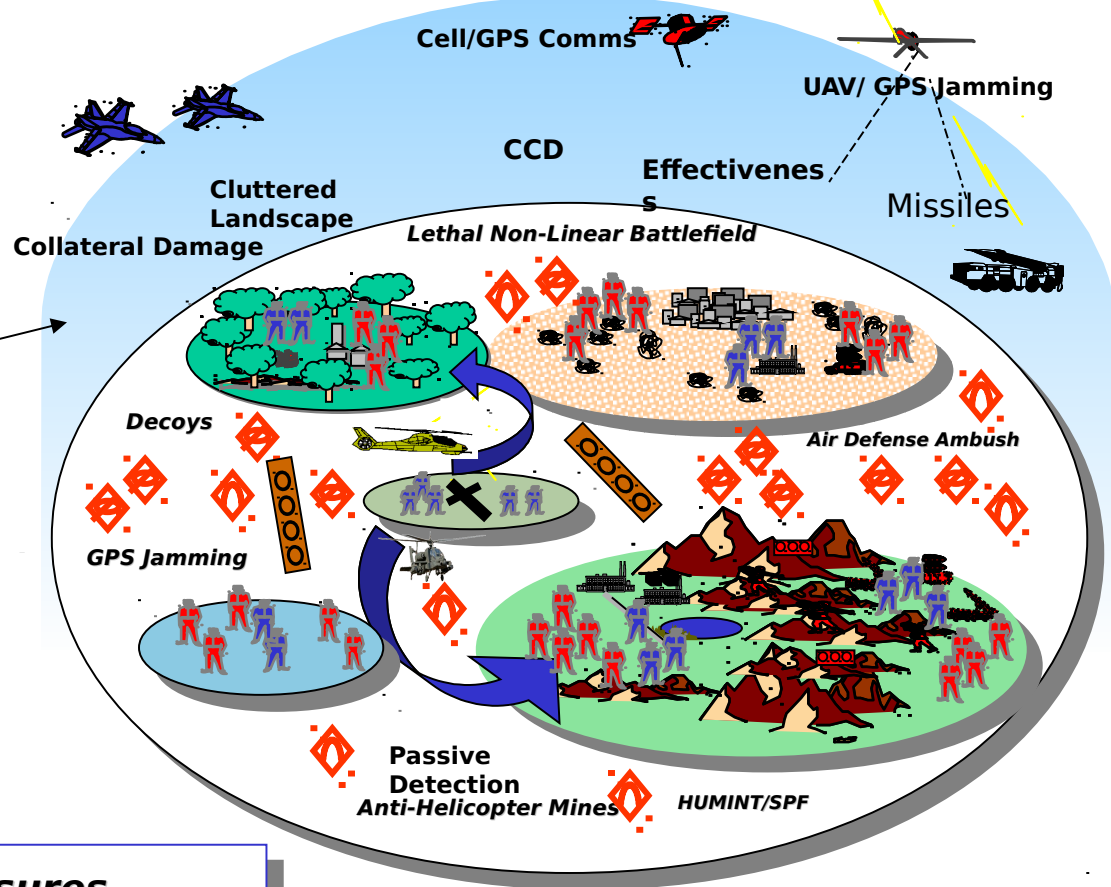 Cell/GPS Comms
UAV/ GPS Jamming
CCD
Effectivenes
s
Cluttered
Landscape
Missiles
Collateral Damage
Lethal Non-Linear Battlefield
Decoys
Air Defense Ambush
GPS Jamming
Passive
Detection
Anti-Helicopter Mines
HUMINT/SPF
sures